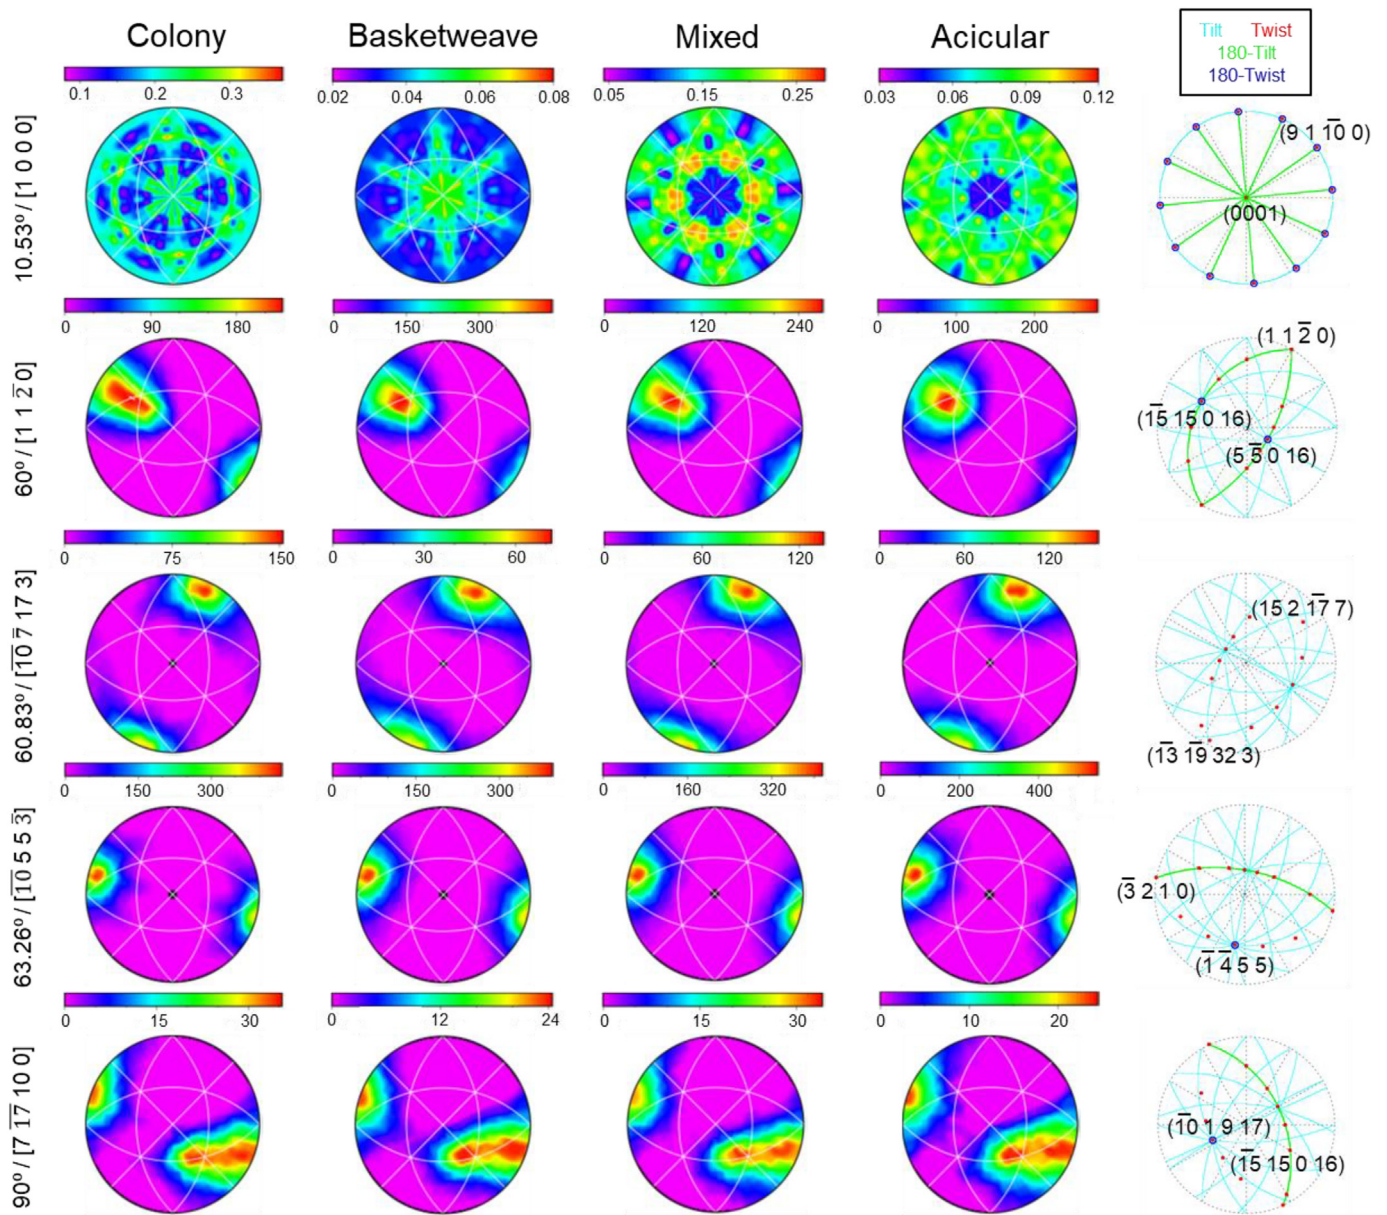 Colony Basketweave Mixed Acicular
Tilt Twist
180-Tilt
180-Twist
0.1 0.2 0.3 0.02 0.04 0.06 0.08 0.05 0.15 0.25 0.03 0.06 0.09 0.12
10.53º / [1 0 0 0]
(9 1 1̅0̅ 0)
(0001)
0 90 180 0 150 300 0 120 240 0 100 200
60º / [1 1 2̅ 0]
(1 1 2̅ 0)
(1̅5̅ 15 0 16)
(5 5̅ 0 16)
0 75 150 0 30 60 0 60 120 0 60 120
60.83º / [1̅0̅ 7̅ 17 3]
(15 2 1̅7̅ 7)
(1̅3̅ 1̅9̅ 32 3)
0 150 300 0 150 300 0 160 320 0 200 400
63.26º / [1̅0̅ 5 5 3̅]
(3̅ 2 1 0)
(1̅ 4̅ 5 5)
0 15 30 0 12 24 0 15 30 0 10 20
90º / [7 1̅7̅ 10 0]
(1̅0̅ 1 9 17)
(1̅5̅ 15 0 16)